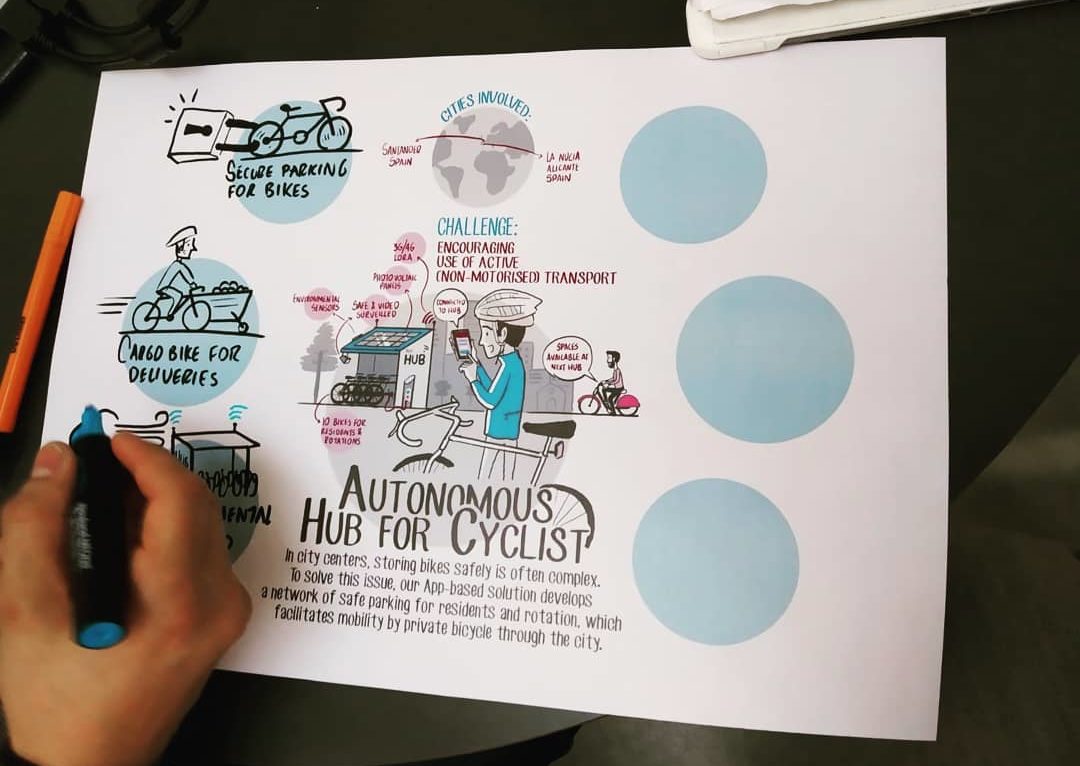 SECURE PARKING
FOR BIKES
CARGO BIKE FOR
DELIVERIES
CITIES INVOLVED:
SANTANDER
SPAIN
LA NUCIA
ALICANTE
SPAIN
CHALLENGE:
ENCOURAGING
USE OF ACTIVE
(NON-MOTORISED) TRANSPORT
3G/4G
LORA
PHOTOVOLTAIC
PANELS
ENVIRONMENTAL
SENSORS
SAFE & VIDEO
SURVEILLED
CONNECTED
TO HUB
HUB
SPACES
AVAILABLE AT
NEXT HUB
10 BIKES FOR
RESIDENTS &
ROTATIONS
AUTONOMOUS
HUB FOR CYCLIST
In city centers, storing bikes safely is often complex.
To solve this issue, our App-based solution develops
a network of safe parking for residents and rotation, which
facilitates mobility by private bicycle through the city.